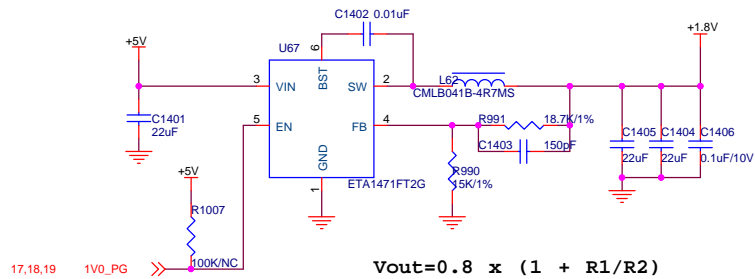 C1402 0.01uF
+5V
U67
+1.8V
6
BST
3
VIN
SW
2
L62
CMLB041B-4R7MS
C1401
22uF
5
EN
FB
4
R991
18.7K/1%
C1403
150pF
C1405
22uF
C1404
22uF
C1406
0.1uF/10V
GND
1
ETA1471FT2G
R990
15K/1%
+5V
R1007
100K/NC
17,18,19
1V0_PG
Vout=0.8 x (1 + R1/R2)